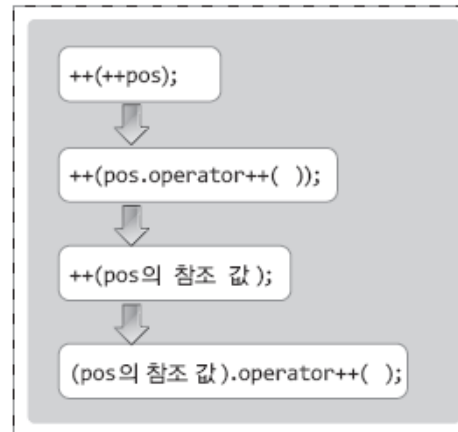 ++(++pos);
++(pos.operator++( ));
++(pos의 참조 값);
(pos의 참조 값).operator++( );